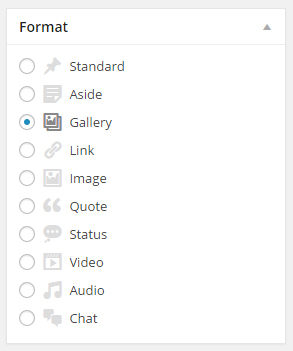 Format
Standard
Aside
Gallery
Link
Image
Quote
Status
Video
Audio
Chat